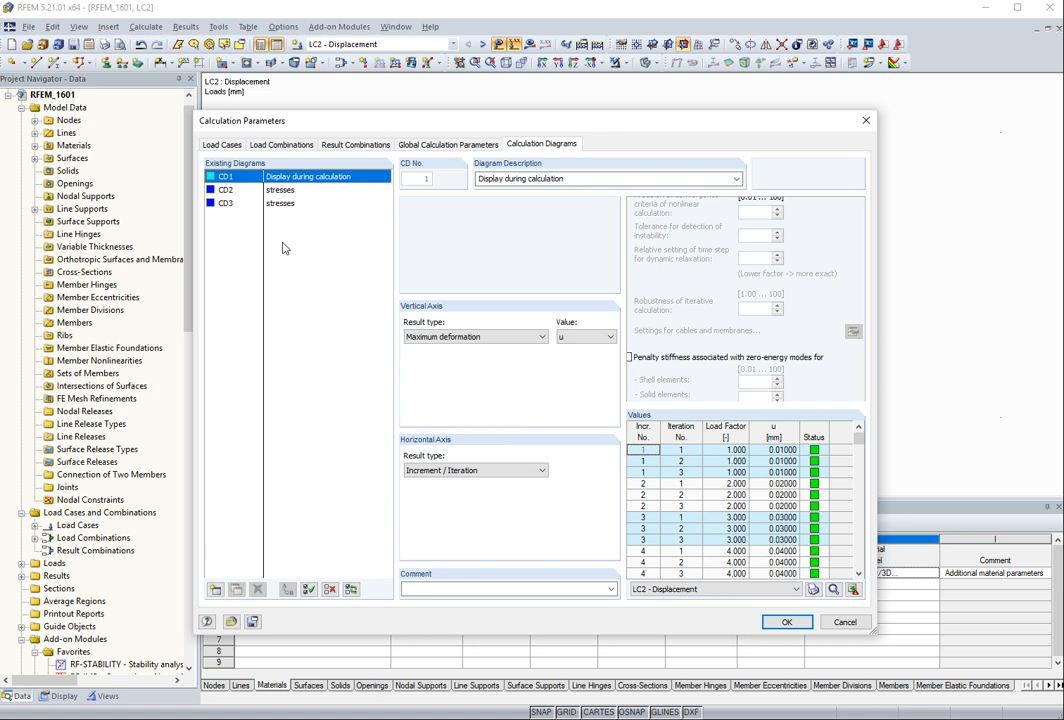 RFEM 5.21.01 x64 - [RFEM_1601, LC2]
File Edit View Insert Calculate Results Tools Table Options Add-on Modules Window Help
LC2 - Displacement
Project Navigator - Data
RFEM_1601
Model Data
Nodes
Lines
Materials
Surfaces
Solids
Openings
Nodal Supports
Line Supports
Surface Supports
Line Hinges
Variable Thicknesses
Orthotropic Surfaces and Membra
Cross-Sections
Member Hinges
Member Eccentricities
Member Divisions
Members
Ribs
Member Elastic Foundations
Member Nonlinearities
Sets of Members
Intersections of Surfaces
FE Mesh Refinements
Nodal Releases
Line Release Types
Line Releases
Surface Release Types
Surface Releases
Connection of Two Members
Joints
Nodal Constraints
Load Cases and Combinations
Load Cases
Load Combinations
Result Combinations
Loads
Results
Sections
Average Regions
Printout Reports
Guide Objects
Add-on Modules
Favorites
RF-STABILITY - Stability analys
Data Display Views
LC2 : Displacement
Loads [mm]
Calculation Parameters
Load Cases Load Combinations Result Combinations Global Calculation Parameters Calculation Diagrams
Existing Diagrams
CD1 Display during calculation
CD2 stresses
CD3 stresses
CD No.
1
Diagram Description
Display during calculation
Vertical Axis
Result type: Value:
Maximum deformation u
Horizontal Axis
Result type:
Increment / Iteration
Comment
criteria of nonlinear
calculation:
[0.01 ... 100]
Tolerance for detection of
instability:
Relative setting of time step
for dynamic relaxation:
(Lower factor -> more exact)
[1.00 ... 100]
Robustness of iterative
calculation:
Settings for cables and membranes...
Penalty stiffness associated with zero-energy modes for
[0.01 ... 100]
- Shell elements:
- Solid elements:
Values
Incr. Iteration Load Factor u
No. No. [-] [mm] Status
1 1 1.000 0.01000
1 2 1.000 0.01000
1 3 1.000 0.01000
2 1 2.000 0.02000
2 2 2.000 0.02000
2 3 2.000 0.02000
3 1 3.000 0.03000
3 2 3.000 0.03000
3 3 3.000 0.03000
4 1 4.000 0.04000
4 2 4.000 0.04000
4 3 4.000 0.04000
LC2 - Displacement
OK Cancel
I
Comment
/3D... Additional material parameters
7
8
9
Nodes Lines Materials Surfaces Solids Openings Nodal Supports Line Supports Surface Supports Line Hinges Cross-Sections Member Hinges Member Eccentricities Member Divisions Members Member Elastic Foundations
SNAP GRID CARTES OSNAP GLINES DXF